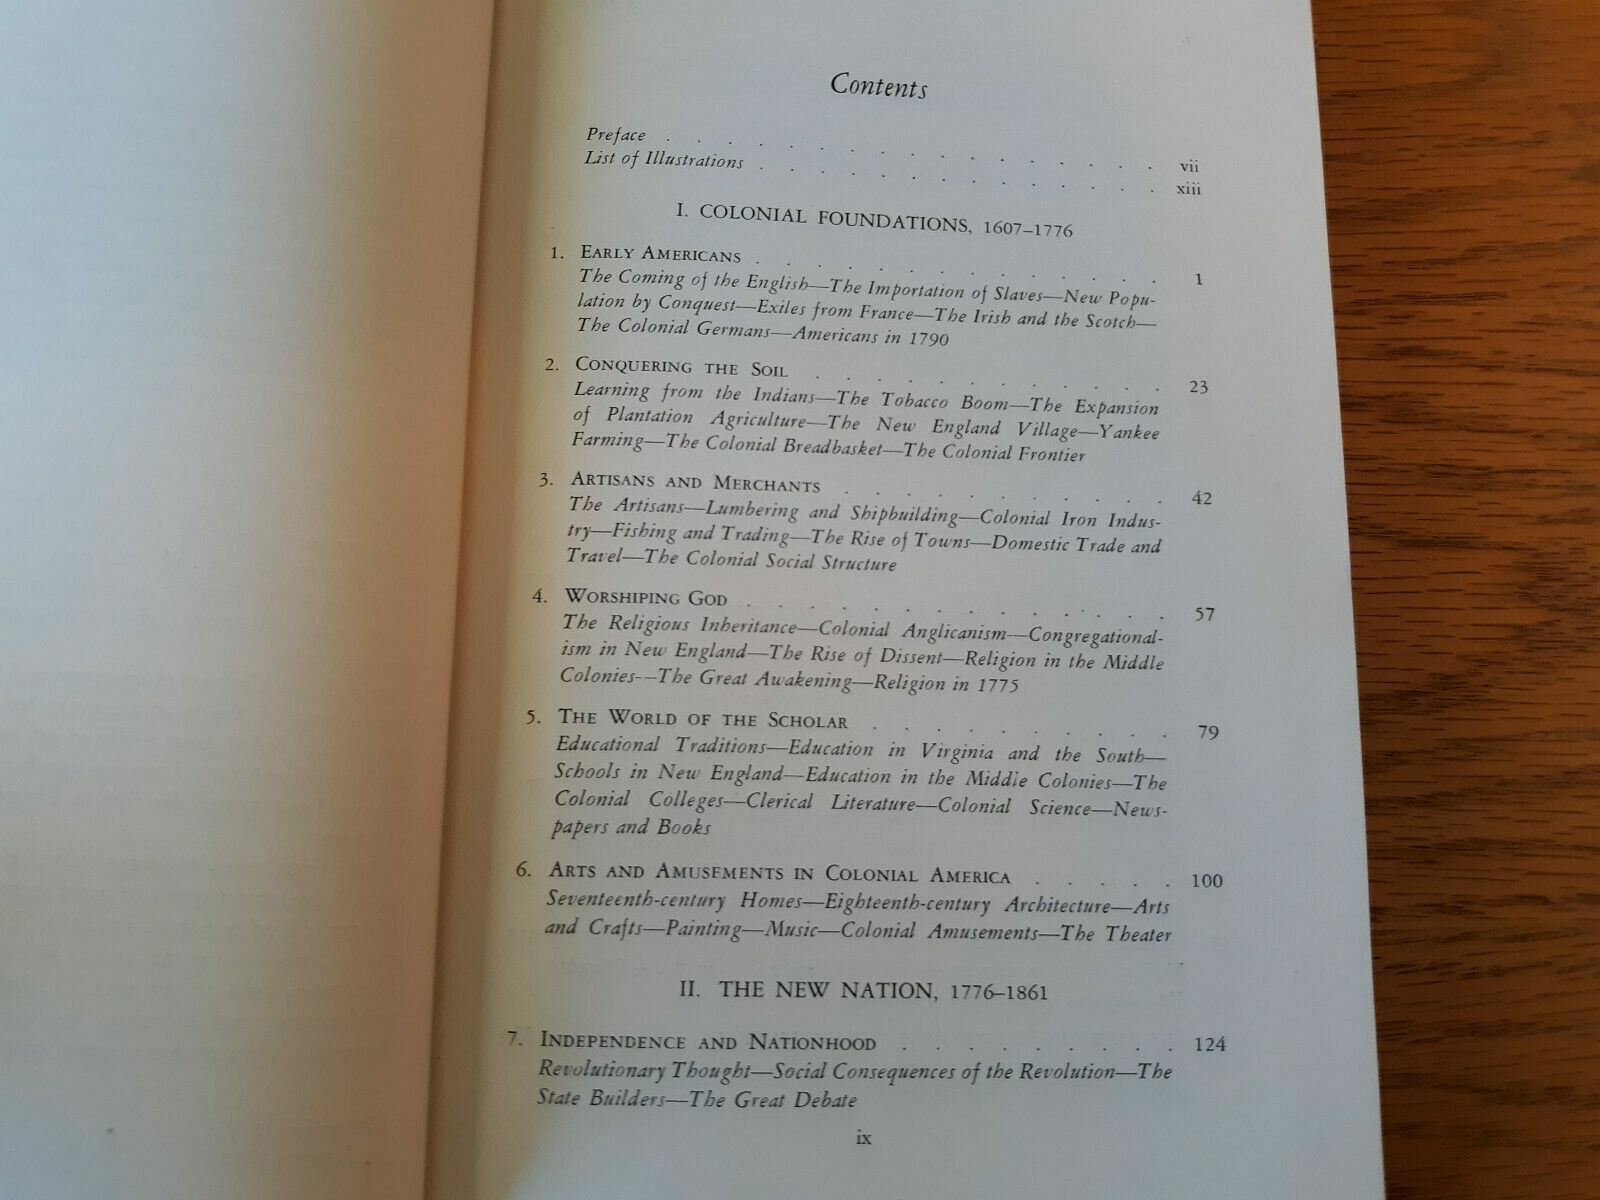 Contents
Preface . . . . . . . . . . . . . . . . . vii
List of Illustrations . . . . . . . . . . . . . . xiii
I. COLONIAL FOUNDATIONS, 1607–1776
1. EARLY AMERICANS . . . . . . . . . . . . . . 1
The Coming of the English—The Importation of Slaves—New Popu-
lation by Conquest—Exiles from France—The Irish and the Scotch—
The Colonial Germans—Americans in 1790
2. CONQUERING THE SOIL . . . . . . . . . . . . 23
Learning from the Indians—The Tobacco Boom—The Expansion
of Plantation Agriculture—The New England Village—Yankee
Farming—The Colonial Breadbasket—The Colonial Frontier
3. ARTISANS AND MERCHANTS . . . . . . . . . . . 42
The Artisans—Lumbering and Shipbuilding—Colonial Iron Indus-
try—Fishing and Trading—The Rise of Towns—Domestic Trade and
Travel—The Colonial Social Structure
4. WORSHIPING GOD . . . . . . . . . . . . . . 57
The Religious Inheritance—Colonial Anglicanism—Congregational-
ism in New England—The Rise of Dissent—Religion in the Middle
Colonies—The Great Awakening—Religion in 1775
5. THE WORLD OF THE SCHOLAR . . . . . . . . . . 79
Educational Traditions—Education in Virginia and the South—
Schools in New England—Education in the Middle Colonies—The
Colonial Colleges—Clerical Literature—Colonial Science—News-
papers and Books
6. ARTS AND AMUSEMENTS IN COLONIAL AMERICA . . . . . 100
Seventeenth-century Homes—Eighteenth-century Architecture—Arts
and Crafts—Painting—Music—Colonial Amusements—The Theater
II. THE NEW NATION, 1776–1861
7. INDEPENDENCE AND NATIONHOOD . . . . . . . . . 124
Revolutionary Thought—Social Consequences of the Revolution—The
State Builders—The Great Debate
ix